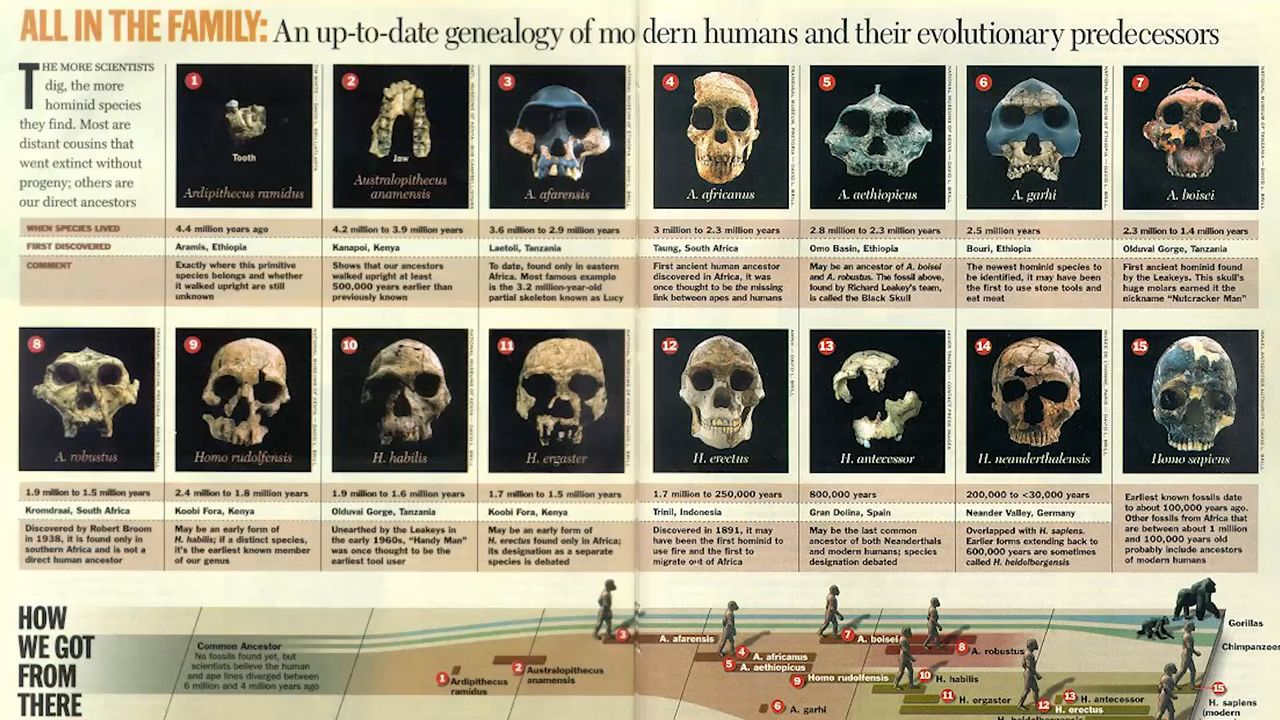 ALL IN THE FAMILY: An up-to-date genealogy of modern humans and their evolutionary predecessors
THE MORE SCIENTISTS
dig, the more
hominid species
they find. Most are
distant cousins that
went extinct without
progeny; others are
our direct ancestors
1
Tooth
Ardipithecus ramidus
2
Jaw
Australopithecus
anamensis
3
A. afarensis
4
A. africanus
5
A. aethiopicus
6
A. garhi
7
A. boisei
WHEN SPECIES LIVED
4.4 million years ago
4.2 million to 3.9 million years
3.6 million to 2.9 million years
3 million to 2.3 million years
2.8 million to 2.3 million years
2.5 million years
2.3 million to 1.4 million years
FIRST DISCOVERED
Aramis, Ethiopia
Kanapoi, Kenya
Laetoli, Tanzania
Taung, South Africa
Omo Basin, Ethiopia
Bouri, Ethiopia
Olduvai Gorge, Tanzania
COMMENT
Exactly where this primitive
species belongs and whether
it walked upright are still
unknown
Shows that our ancestors
walked upright at least
500,000 years earlier than
previously known
To date, found only in eastern
Africa. Most famous example
is the 3.2 million-year-old
partial skeleton known as Lucy
First ancient human ancestor
discovered in Africa, it was
once thought to be the missing
link between apes and humans
May be an ancestor of A. boisei
and A. robustus. The fossil above,
found by Richard Leakey's team,
is called the Black Skull
The newest hominid species to
be identified, it may have been
the first to use stone tools and
eat meat
First ancient hominid found
by the Leakeys. This skull's
huge molars earned it the
nickname “Nutcracker Man”
8
A. robustus
9
Homo rudolfensis
10
H. habilis
11
H. ergaster
12
H. erectus
13
H. antecessor
14
H. neanderthalensis
15
Homo sapiens
1.9 million to 1.5 million years
2.4 million to 1.8 million years
1.9 million to 1.6 million years
1.7 million to 1.5 million years
1.7 million to 250,000 years
800,000 years
200,000 to <30,000 years
Kromdraai, South Africa
Koobi Fora, Kenya
Olduvai Gorge, Tanzania
Koobi Fora, Kenya
Trinil, Indonesia
Gran Dolina, Spain
Neander Valley, Germany
Discovered by Robert Broom
in 1938, it is found only in
southern Africa and is not a
direct human ancestor
May be an early form of
H. habilis; if a distinct species,
it's the earliest known member
of our genus
Unearthed by the Leakeys in
the early 1960s, “Handy Man”
was once thought to be the
earliest tool user
May be an early form of
H. erectus found only in Africa;
its designation as a separate
species is debated
Discovered in 1891, it may
have been the first hominid to
use fire and the first to
migrate out of Africa
May be the last common
ancestor of both Neanderthals
and modern humans; species
designation debated
Overlapped with H. sapiens.
Earlier forms extending back to
600,000 years are sometimes
called H. heidelbergensis
Earliest known fossils date
to about 100,000 years ago.
Other fossils from Africa that
are between about 1 million
and 100,000 years old
probably include ancestors
of modern humans
HOW
WE GOT
FROM
THERE
Common Ancestor
No fossils found yet, but
scientists believe the human
and ape lines diverged between
6 million and 4 million years ago
1 Ardipithecus
ramidus
2 Australopithecus
anamensis
3 A. afarensis
4 A. africanus
5 A. aethiopicus
6 A. garhi
7 A. boisei
8 A. robustus
9 Homo rudolfensis
10 H. habilis
11 H. ergaster
12 H. erectus
13 H. antecessor
H. heidelbergensis
Gorillas
Chimpanzees
15
H. sapiens
(modern